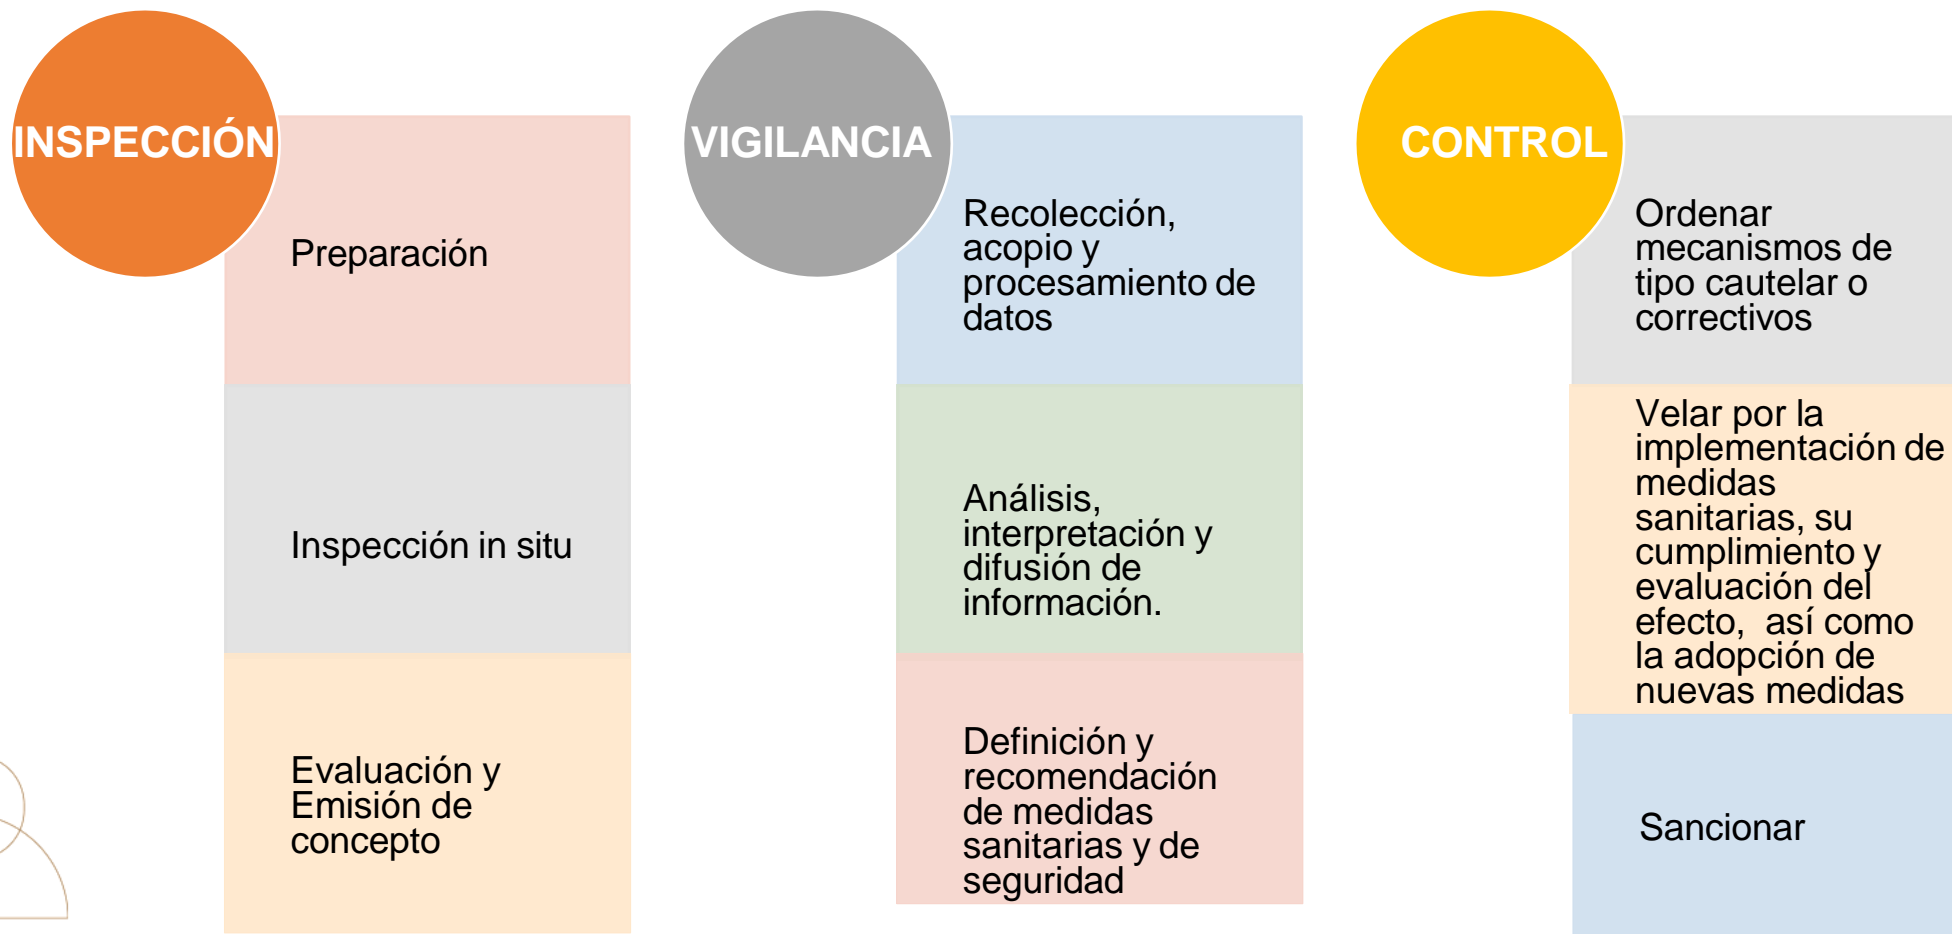 INSPECCIÓN
Preparación
Inspección in situ
Evaluación y
Emisión de
concepto
VIGILANCIA
Recolección,
acopio y
procesamiento de
datos
Análisis,
interpretación y
difusión de
información.
Definición y
recomendación
de medidas
sanitarias y de
seguridad
CONTROL
Ordenar
mecanismos de
tipo cautelar o
correctivos
Velar por la
implementación de
medidas
sanitarias, su
cumplimiento y
evaluación del
efecto,  así como
la adopción de
nuevas medidas
Sancionar